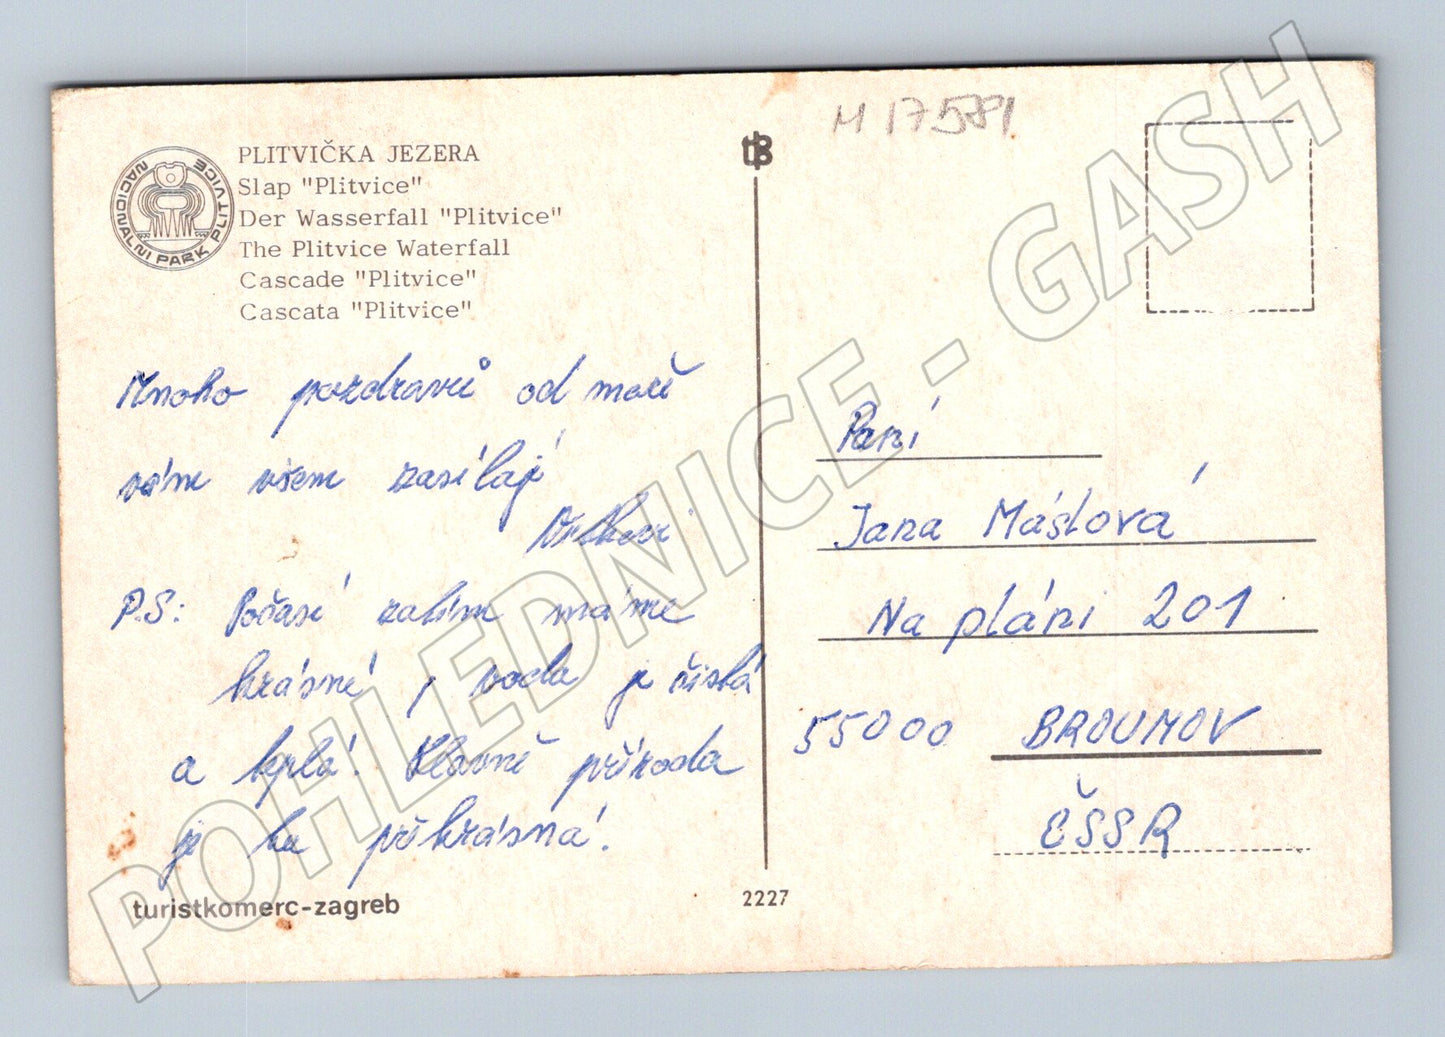 M 17581
NACIONALNI PARK PLITVICE
PLITVIČKA JEZERA
Slap "Plitvice"
Der Wasserfall "Plitvice"
The Plitvice Waterfall
Cascade "Plitvice"
Cascata "Plitvice"
Mnoho pozdravů od moře
vám všem zasílají
P.S: Počasí zatím máme
krásné, voda je čistá
a teplá! Hlavně příroda
je tu překrásná!
turistkomerc-zagreb
2227
Paní
Jana Máslová
Na pláni 201
55000 BROUMOV
ČSSR
POHLEDNICE - GASH